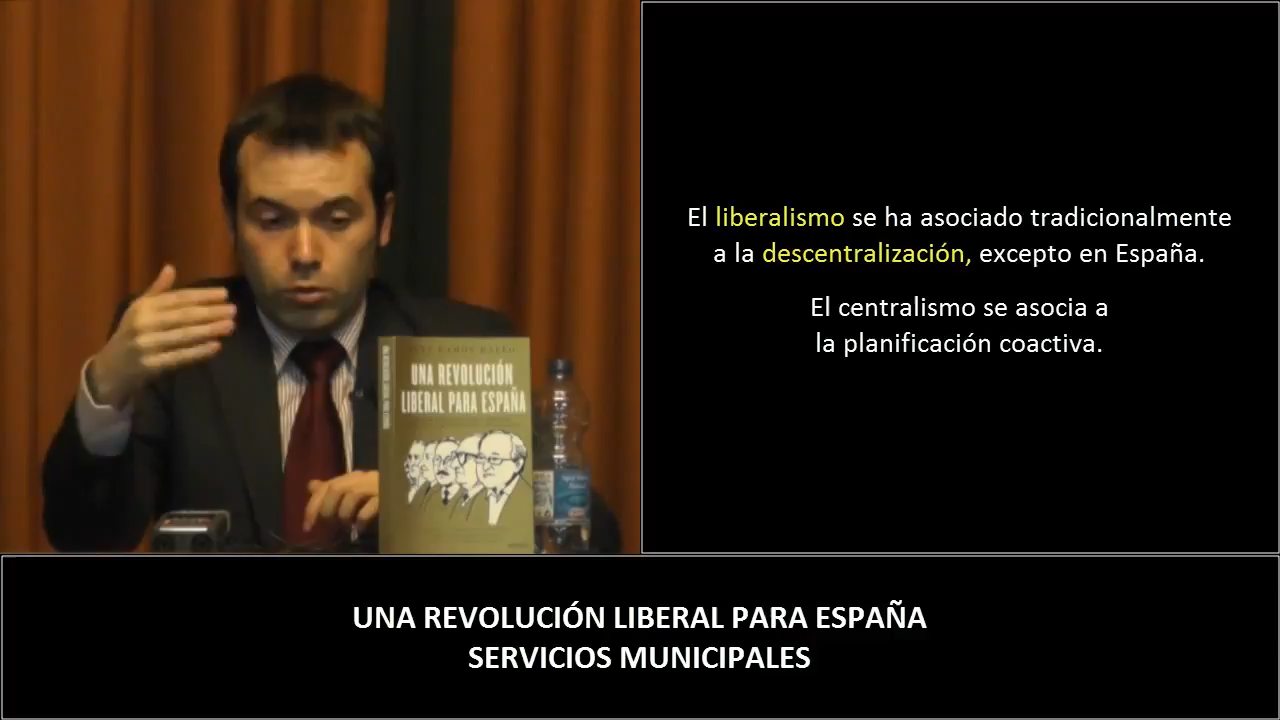 El liberalismo se ha asociado tradicionalmente
a la descentralización, excepto en España.
El centralismo se asocia a
la planificación coactiva.
UNA REVOLUCIÓN
LIBERAL PARA ESPAÑA
UNA REVOLUCIÓN LIBERAL PARA ESPAÑA
SERVICIOS MUNICIPALES